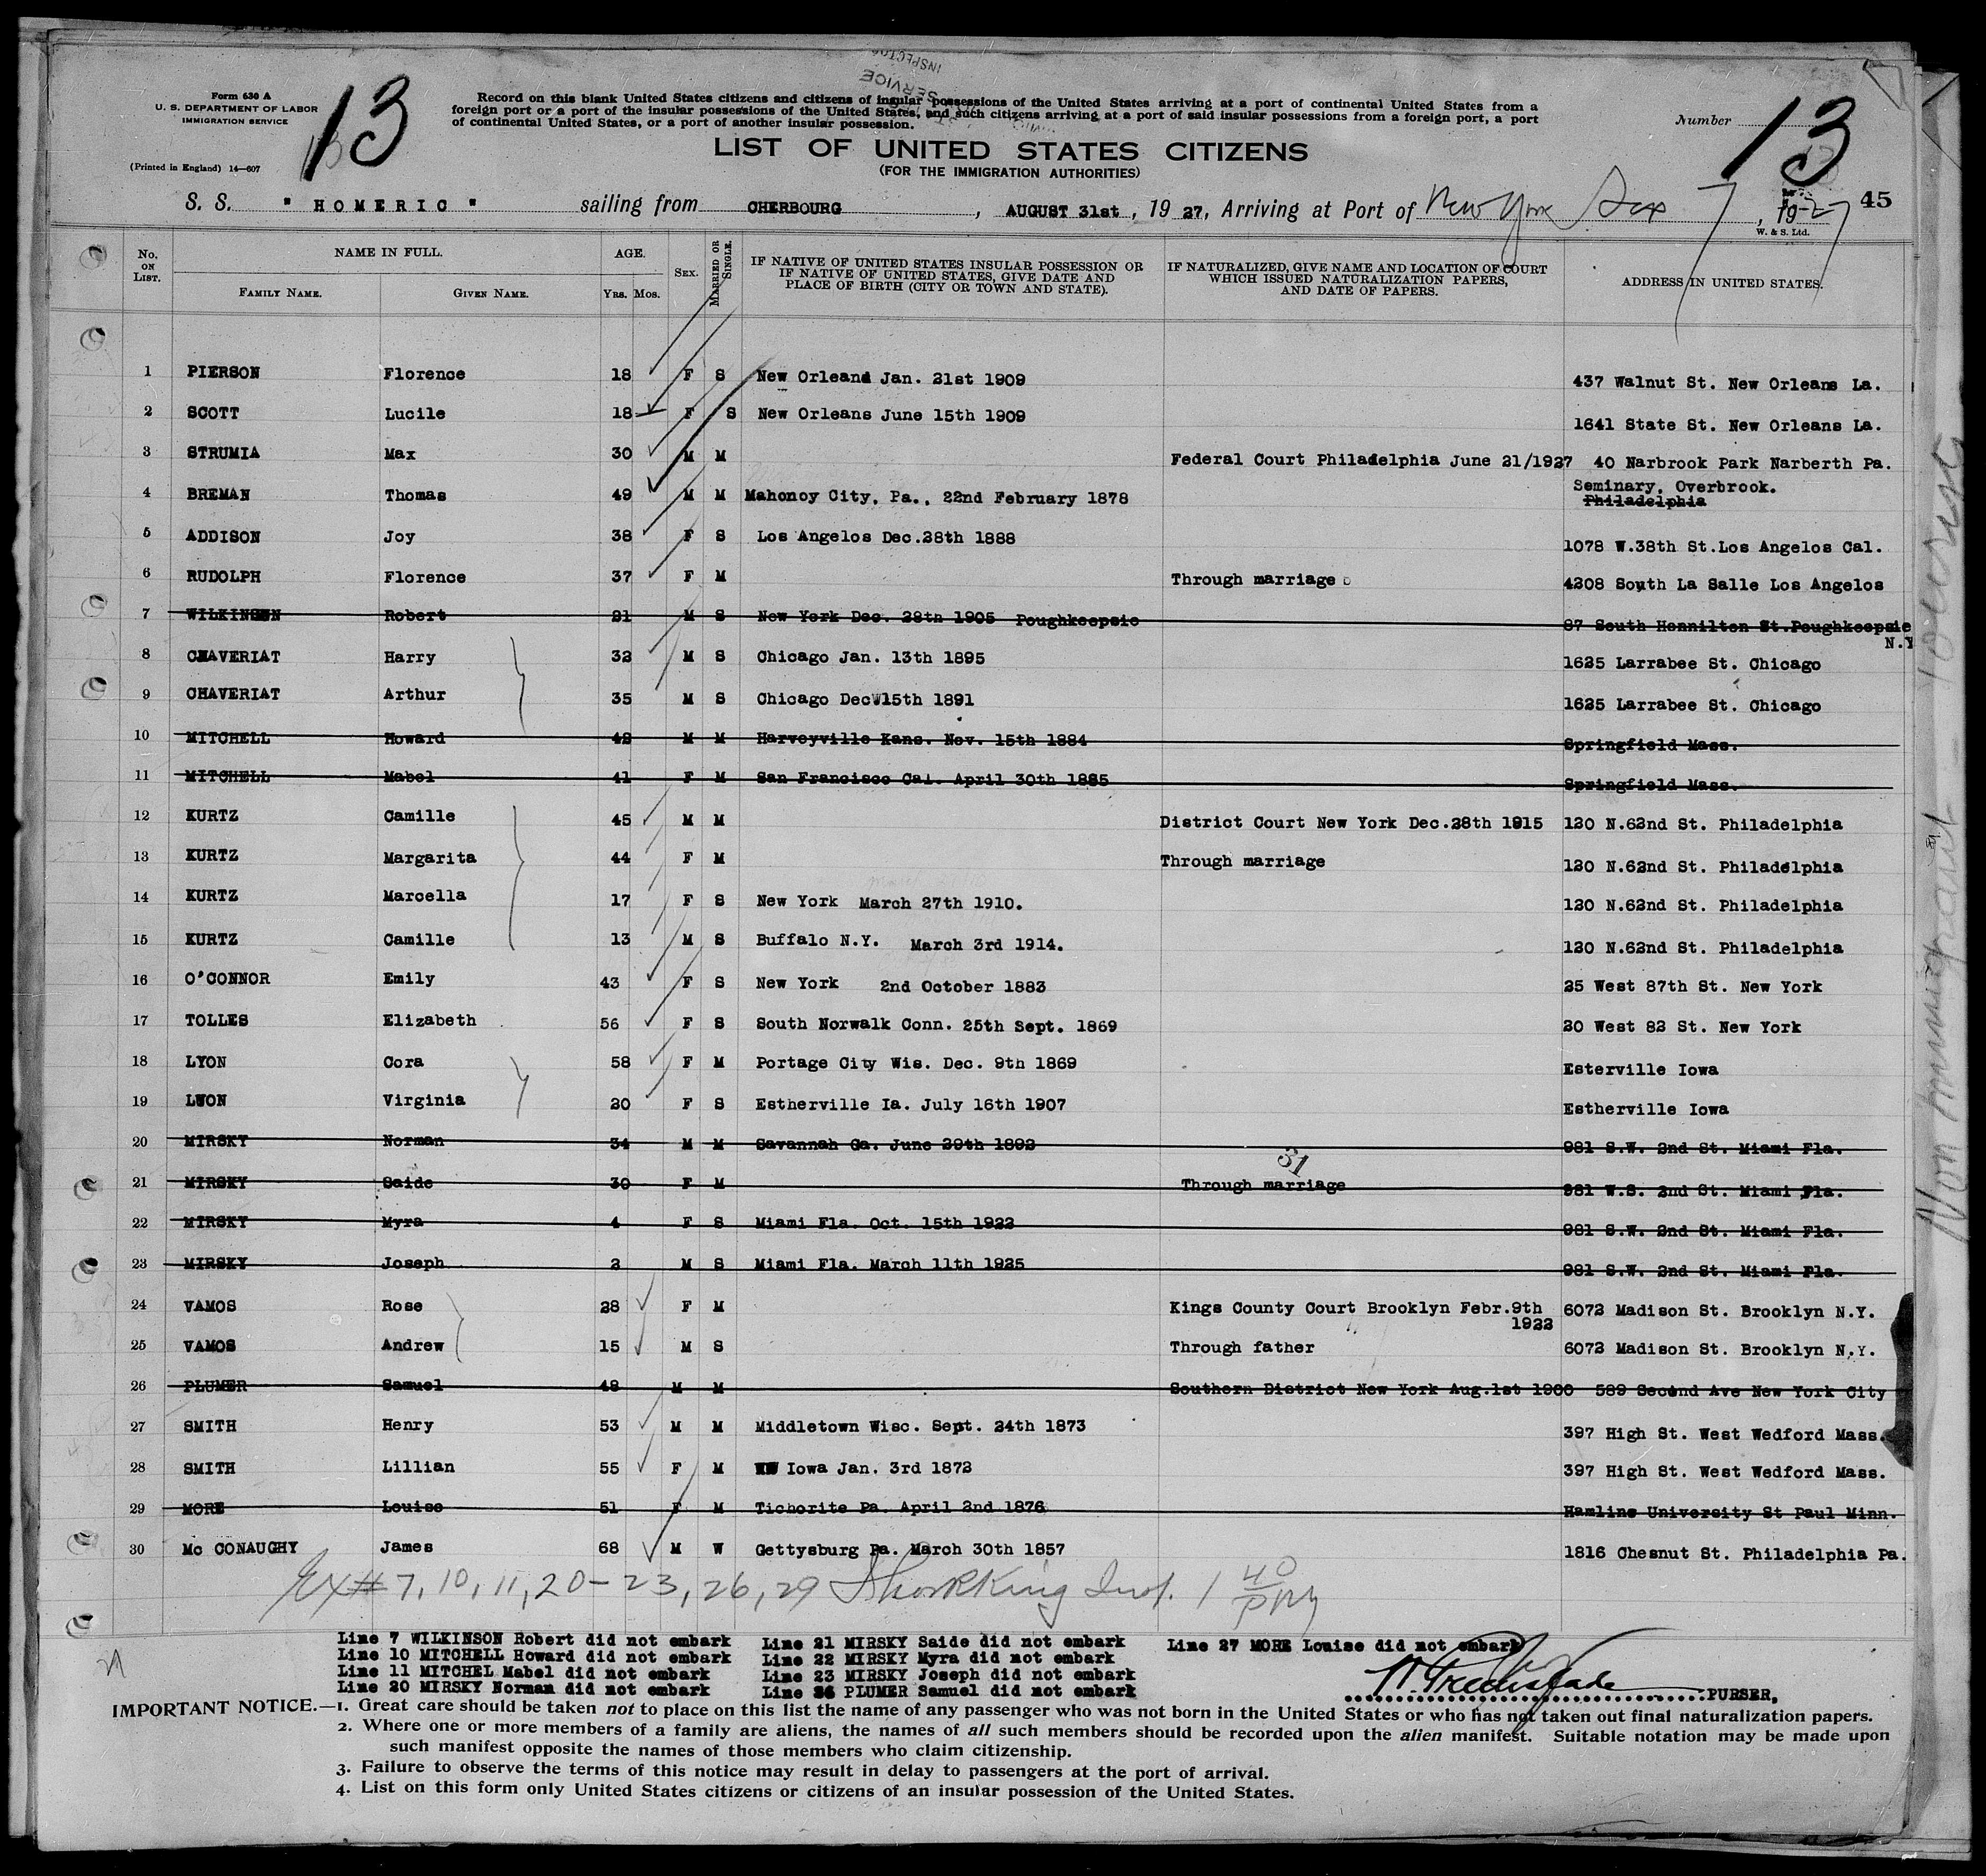 Form 630 A
U. S. DEPARTMENT OF LABOR
IMMIGRATION SERVICE
(Printed in England) 14—607
13
INSPECTOR
SERVICE
Record on this blank United States citizens and citizens of insular possessions of the United States arriving at a port of continental United States from a
foreign port or a port of the insular possessions of the United States, and such citizens arriving at a port of said insular possessions from a foreign port, a port
of continental United States, or a port of another insular possession.
Number 13
LIST OF UNITED STATES CITIZENS
(FOR THE IMMIGRATION AUTHORITIES)
S. S. "HOMERIC" sailing from CHERBOURG, AUGUST 31st, 1927, Arriving at Port of New York Sep 7, 1927 45
W. & S. Ltd.
No. ON LIST. NAME IN FULL. FAMILY NAME. GIVEN NAME. AGE. YRS. MOS. SEX. MARRIED OR SINGLE. IF NATIVE OF UNITED STATES INSULAR POSSESSION OR IF NATIVE OF UNITED STATES, GIVE DATE AND PLACE OF BIRTH (CITY OR TOWN AND STATE). IF NATURALIZED, GIVE NAME AND LOCATION OF COURT WHICH ISSUED NATURALIZATION PAPERS, AND DATE OF PAPERS. ADDRESS IN UNITED STATES.
1 PIERSON Florence 18 F S New Orleand Jan. 21st 1909 437 Walnut St. New Orleans La.
2 SCOTT Lucile 18 F S New Orleans June 15th 1909 1641 State St. New Orleans La.
3 STRUMIA Max 30 M M Federal Court Philadelphia June 21/1927 40 Narbrook Park Narberth Pa.
4 BREMAN Thomas 49 M M Mahonoy City, Pa., 22nd February 1878 Seminary, Overbrook.
Philadelphia
5 ADDISON Joy 38 F S Los Angelos Dec.28th 1888 1078 W.38th St.Los Angelos Cal.
6 RUDOLPH Florence 37 F M Through marriage 4208 South La Salle Los Angelos
7 WILKINSON Robert 21 M S New York Dec. 28th 1905 Poughkeepsie 87 South Hannilton St.Poughkeepsie
N.Y
8 CHAVERIAT Harry 32 M S Chicago Jan. 13th 1895 1625 Larrabee St. Chicago
9 CHAVERIAT Arthur 35 M S Chicago Dec 15th 1891 1625 Larrabee St. Chicago
10 MITCHELL Howard 42 M M Harveyville Kans. Nov. 15th 1884 Springfield Mass.
11 MITCHELL Mabel 41 F M San Francisco Cal. April 30th 1885 Springfield Mass.
12 KURTZ Camille 45 M M District Court New York Dec.28th 1915 120 N.62nd St. Philadelphia
13 KURTZ Margarita 44 F M Through marriage 120 N.62nd St. Philadelphia
14 KURTZ Marcella 17 F S New York March 27th 1910. 120 N.62nd St. Philadelphia
15 KURTZ Camille 13 M S Buffalo N.Y. March 3rd 1914. 120 N.62nd St. Philadelphia
16 O'CONNOR Emily 43 F S New York 2nd October 1883 25 West 87th St. New York
17 TOLLES Elizabeth 56 F S South Norwalk Conn. 25th Sept. 1869 20 West 82 St. New York
18 LYON Cora 58 F M Portage City Wis. Dec. 9th 1869 Esterville Iowa
19 LYON Virginia 20 F S Estherville Ia. July 16th 1907 Estherville Iowa
20 MIRSKY Norman 34 M M Savannah Ga. June 29th 1892 981 S.W. 2nd St. Miami Fla.
31
21 MIRSKY Saide 30 F M Through marriage 981 W.S. 2nd St. Miami Fla.
22 MIRSKY Myra 4 F S Miami Fla. Oct. 15th 1922 981 S.W. 2nd St. Miami Fla.
23 MIRSKY Joseph 2 M S Miami Fla. March 11th 1925 981 S.W. 2nd St. Miami Fla.
24 VAMOS Rose 28 F M Kings County Court Brooklyn Febr.9th 1922 6072 Madison St. Brooklyn N.Y.
25 VAMOS Andrew 15 M S Through father 6072 Madison St. Brooklyn N.Y.
26 PLUMER Samuel 48 M M Southern District New York Aug.1st 1900 589 Second Ave New York City
27 SMITH Henry 53 M M Middletown Wisc. Sept. 24th 1873 397 High St. West Wedford Mass.
28 SMITH Lillian 55 F M Iowa Jan. 3rd 1872 397 High St. West Wedford Mass.
29 MORE Louise 51 F M Tichorite Pa. April 2nd 1876 Hamline University St Paul Minn.
30 Mc CONAUGHY James 68 M W Gettysburg Pa. March 30th 1857 1816 Chesnut St. Philadelphia Pa.
Ex# 7, 10, 11, 20-23, 26, 29 Insp. 1 40 PM
Line 7 WILKINSON Robert did not embark Line 21 MIRSKY Saide did not embark Line 27 MORE Louise did not embark
Line 10 MITCHELL Howard did not embark Line 22 MIRSKY Myra did not embark
Line 11 MITCHEL Mabel did not embark Line 23 MIRSKY Joseph did not embark
Line 20 MIRSKY Norman did not embark Line 26 PLUMER Samuel did not embark
PURSER,
IMPORTANT NOTICE.—1. Great care should be taken not to place on this list the name of any passenger who was not born in the United States or who has not taken out final naturalization papers.
2. Where one or more members of a family are aliens, the names of all such members should be recorded upon the alien manifest. Suitable notation may be made upon
such manifest opposite the names of those members who claim citizenship.
3. Failure to observe the terms of this notice may result in delay to passengers at the port of arrival.
4. List on this form only United States citizens or citizens of an insular possession of the United States.
Non Immigrant - Tourist